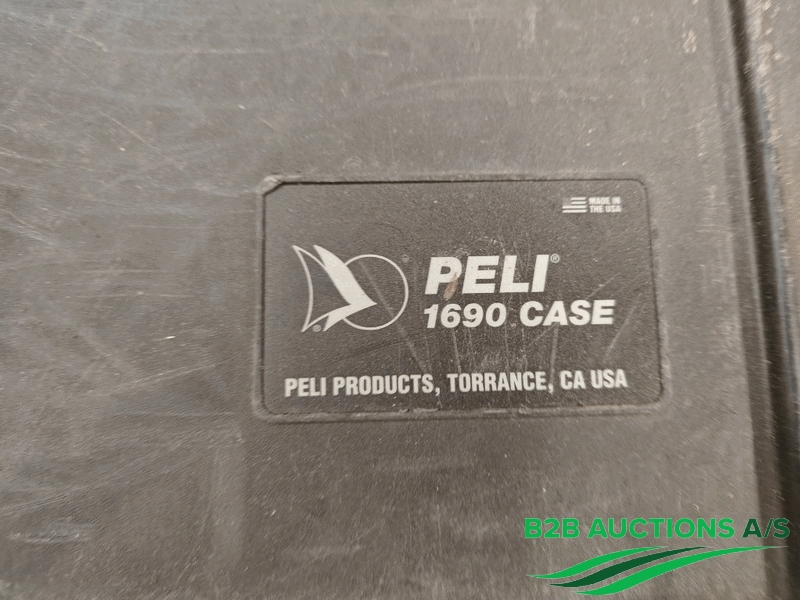 MADE IN
THE USA
PELI®
1690 CASE
PELI PRODUCTS, TORRANCE, CA USA
B2B AUCTIONS A/S